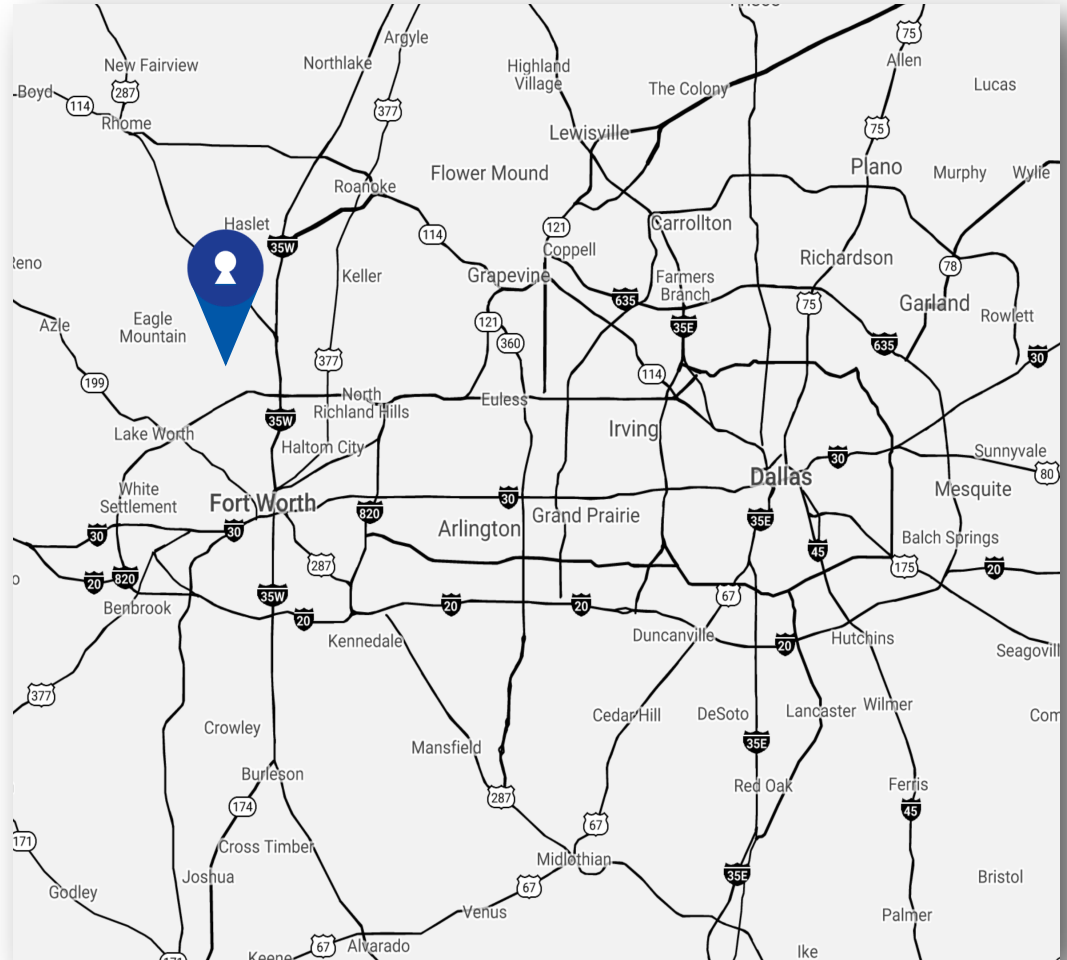 Argyle
75
New Fairview
Northlake
Highland
Village
Allen
287
Boyd
114
377
The Colony
Lucas
Rhome
Lewisville
75
Flower Mound
Plano
Murphy
Wylie
Roanoke
Haslet
35W
114
121
Carrollton
Coppell
Richardson
78
Keller
Grapevine
Farmers
Branch
635
75
Garland
Rowlett
Azle
Eagle
Mountain
121
360
35E
635
30
377
199
114
North
Richland Hills
Euless
35W
Irving
Lake Worth
Haltom City
Dallas
30
Sunnyvale
80
White
Settlement
Fort Worth
30
820
Arlington
Grand Prairie
35E
Mesquite
30
30
45
Balch Springs
287
175
20
20
820
35W
67
Benbrook
20
20
20
Kennedale
Duncanville
20
Hutchins
377
Crowley
Cedar Hill
DeSoto
Lancaster
Wilmer
Mansfield
35E
Burleson
Red Oak
Ferris
174
287
67
45
171
Cross Timber
Midlothian
35E
Joshua
Godley
67
Bristol
Venus
Palmer
67
Alvarado
Keene
Ike